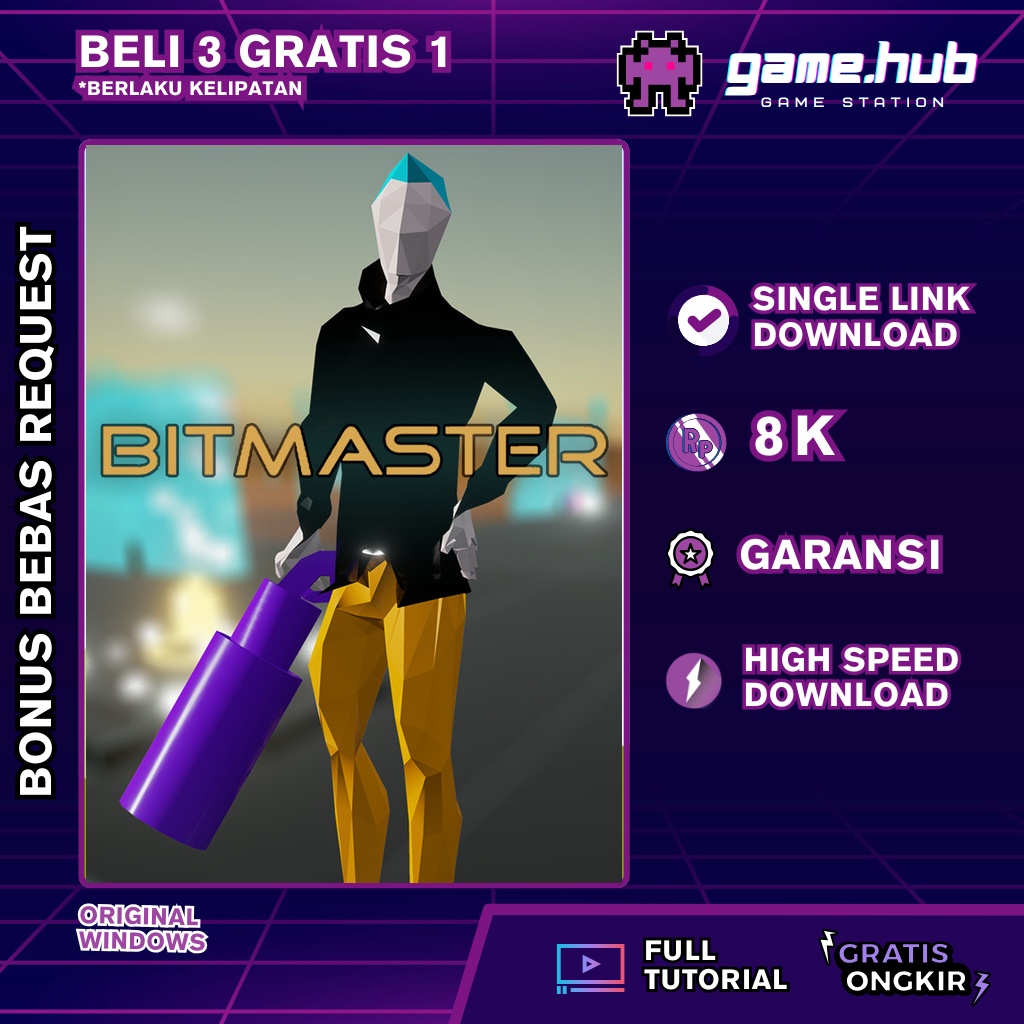 BELI 3 GRATIS 1
*BERLAKU KELIPATAN
game.hub
GAME STATION
BONUS BEBAS REQUEST
BITMASTER
SINGLE LINK
DOWNLOAD
Rp
8K
GARANSI
HIGH SPEED
DOWNLOAD
ORIGINAL
WINDOWS
FULL
TUTORIAL
GRATIS
ONGKIR